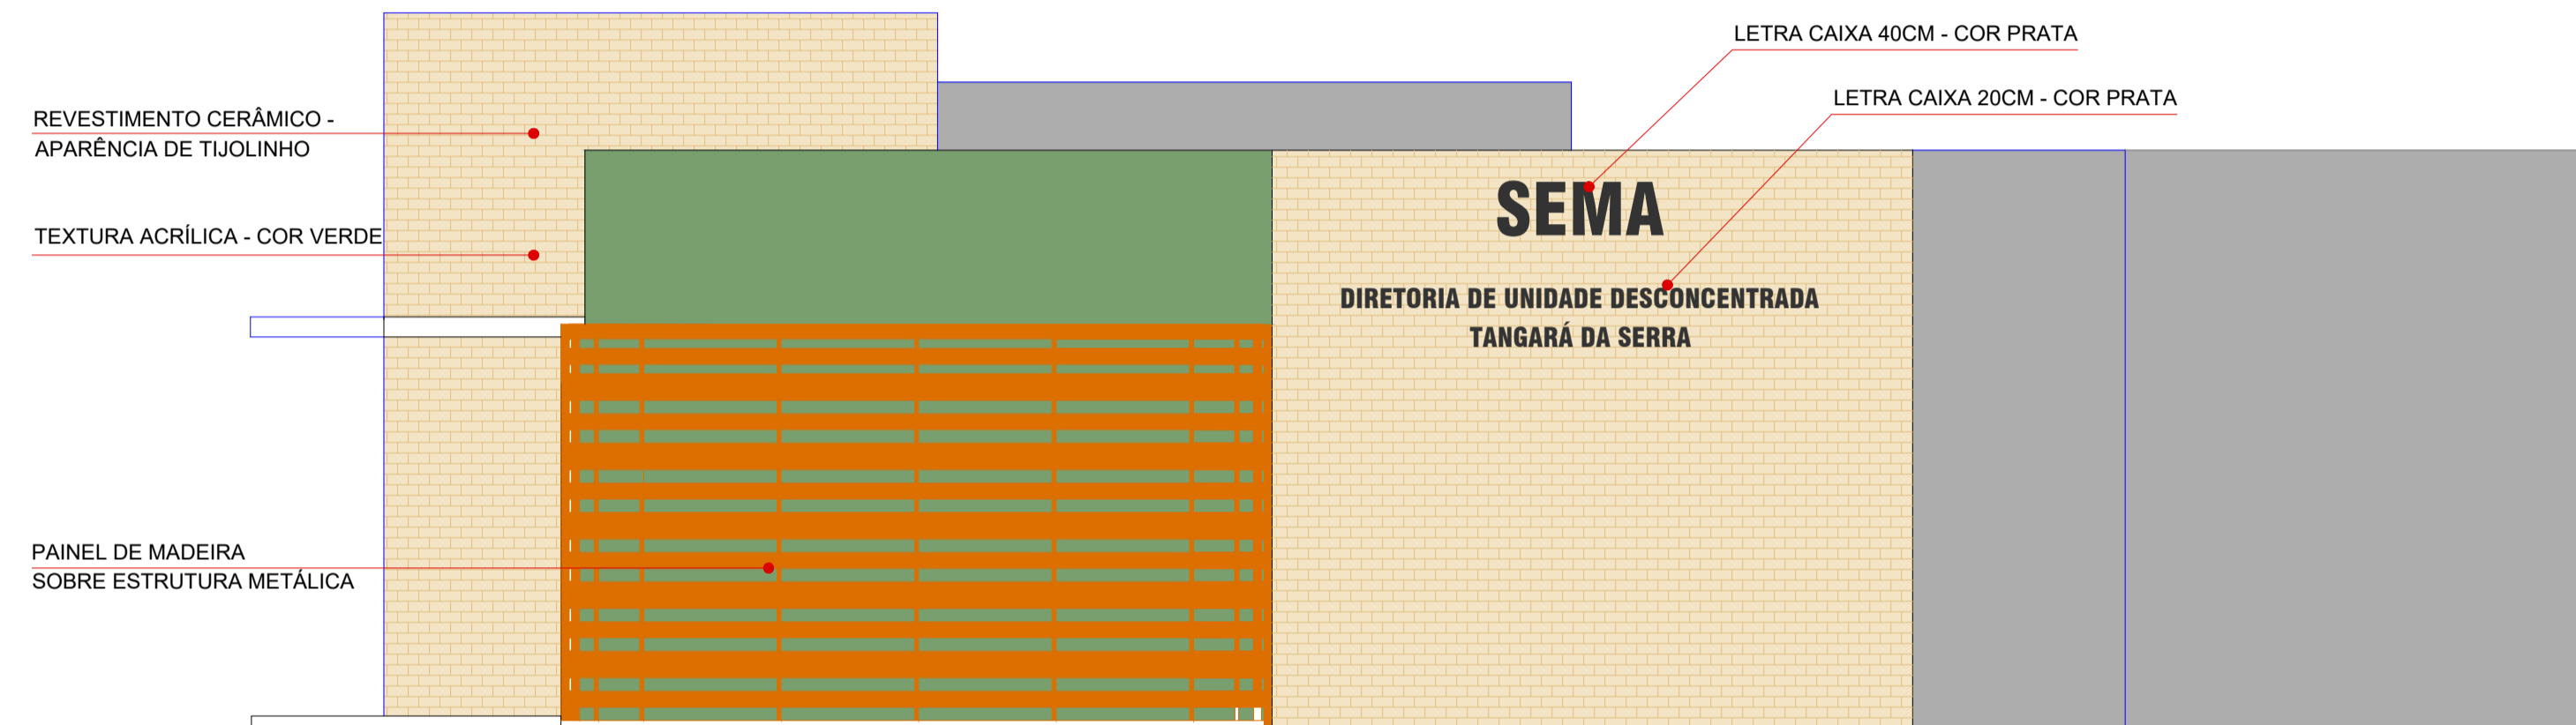 LETRA CAIXA 40CM - COR PRATA
LETRA CAIXA 20CM - COR PRATA
REVESTIMENTO CERÂMICO -
APARÊNCIA DE TIJOLINHO
TEXTURA ACRÍLICA - COR VERDE
SEMA
DIRETORIA DE UNIDADE DESCONCENTRADA
TANGARÁ DA SERRA
PAINEL DE MADEIRA
SOBRE ESTRUTURA METÁLICA